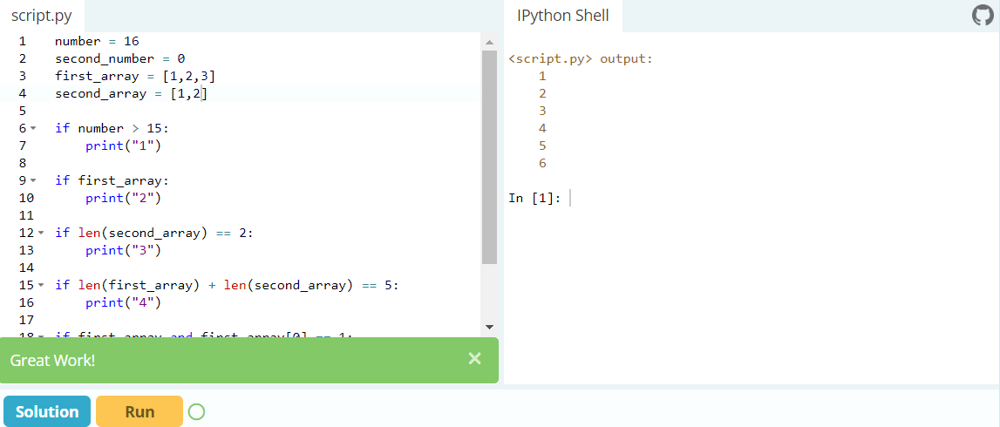 script.py
1 number = 16
2 second_number = 0
3 first_array = [1,2,3]
4 second_array = [1,2]
5
6 if number > 15:
7     print("1")
8
9 if first_array:
10     print("2")
11
12 if len(second_array) == 2:
13     print("3")
14
15 if len(first_array) + len(second_array) == 5:
16     print("4")
17
18 if first_array and first_array[0] == 1:
Great Work!
Solution
Run
IPython Shell
<script.py> output:
1
2
3
4
5
6
In [1]: